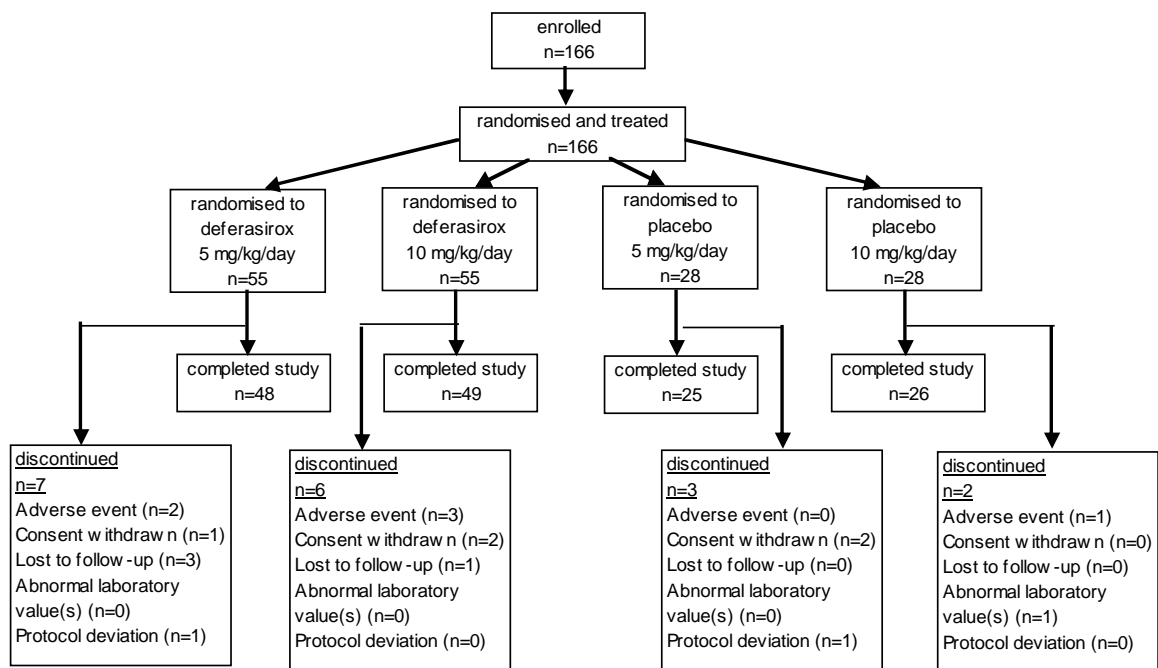 enrolled
n=166
randomised and treated
n=166
randomised to
deferasirox
5 mg/kg/day
n=55
randomised to
deferasirox
10 mg/kg/day
n=55
randomised to
placebo
5 mg/kg/day
n=28
randomised to
placebo
10 mg/kg/day
n=28
completed study
n=48
completed study
n=49
completed study
n=25
completed study
n=26
discontinued
n=7
Adverse event (n=2)
Consent withdrawn (n=1)
Lost to follow-up (n=3)
Abnormal laboratory
value(s) (n=0)
Protocol deviation (n=1)
discontinued
n=6
Adverse event (n=3)
Consent withdrawn (n=2)
Lost to follow-up (n=1)
Abnormal laboratory
value(s) (n=0)
Protocol deviation (n=0)
discontinued
n=3
Adverse event (n=0)
Consent withdrawn (n=2)
Lost to follow-up (n=0)
Abnormal laboratory
value(s) (n=0)
Protocol deviation (n=1)
discontinued
n=2
Adverse event (n=1)
Consent withdrawn (n=0)
Lost to follow-up (n=0)
Abnormal laboratory
value(s) (n=1)
Protocol deviation (n=0)